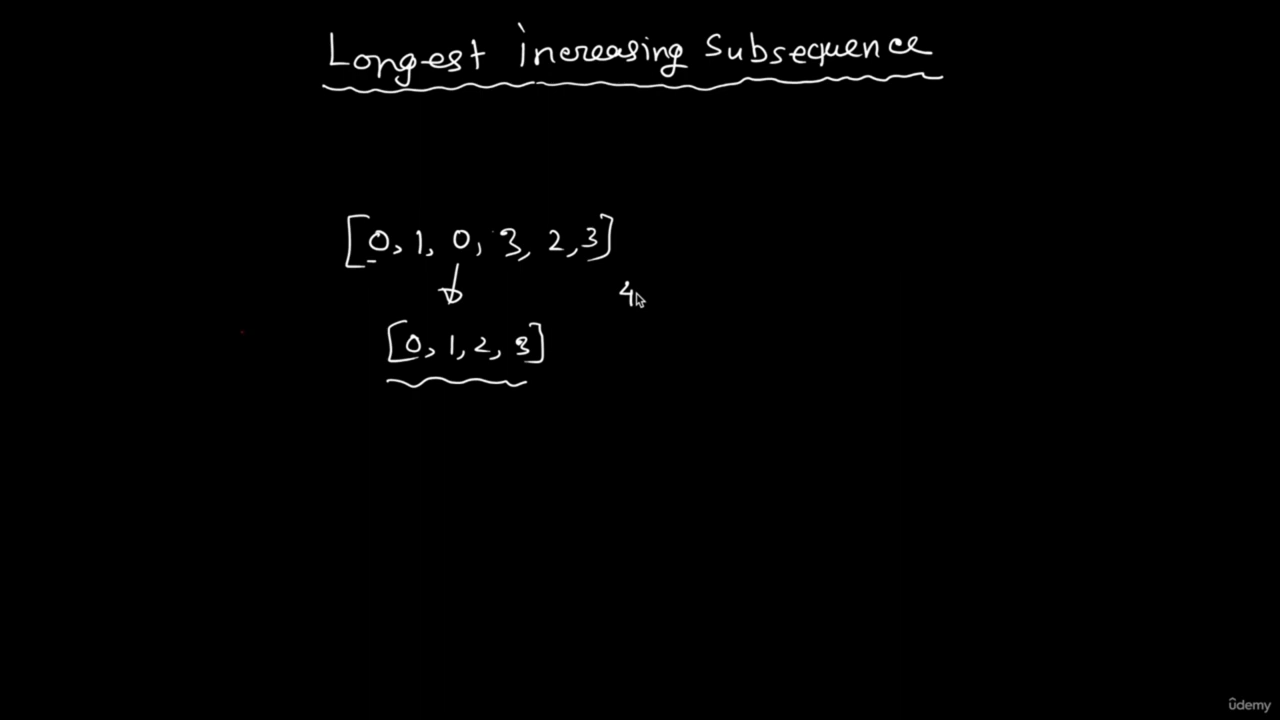 Longest increasing subsequence
[0, 1, 0, 3, 2, 3]
4
[0, 1, 2, 3]
ûdemy